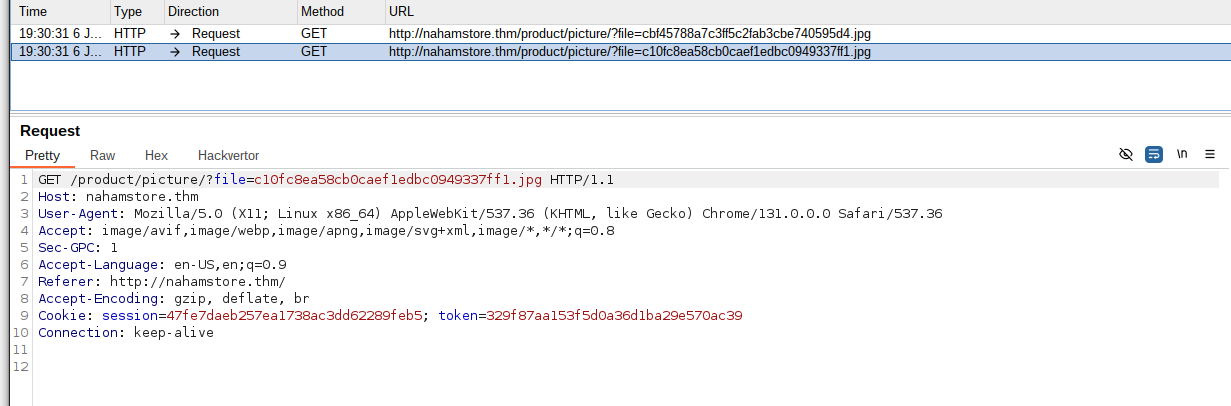 Time Type Direction Method URL
19:30:31 6 J... HTTP → Request GET http://nahamstore.thm/product/picture/?file=cbf45788a7c3ff5c2fab3cbe740595d4.jpg
19:30:31 6 J... HTTP → Request GET http://nahamstore.thm/product/picture/?file=c10fc8ea58cb0caef1edbc0949337ff1.jpg
Request
Pretty Raw Hex Hackvertor \n
1 GET /product/picture/?file=c10fc8ea58cb0caef1edbc0949337ff1.jpg HTTP/1.1
2 Host: nahamstore.thm
3 User-Agent: Mozilla/5.0 (X11; Linux x86_64) AppleWebKit/537.36 (KHTML, like Gecko) Chrome/131.0.0.0 Safari/537.36
4 Accept: image/avif,image/webp,image/apng,image/svg+xml,image/*,*/*;q=0.8
5 Sec-GPC: 1
6 Accept-Language: en-US,en;q=0.9
7 Referer: http://nahamstore.thm/
8 Accept-Encoding: gzip, deflate, br
9 Cookie: session=47fe7daeb257ea1738ac3dd62289feb5; token=329f87aa153f5d0a36d1ba29e570ac39
10 Connection: keep-alive
11
12